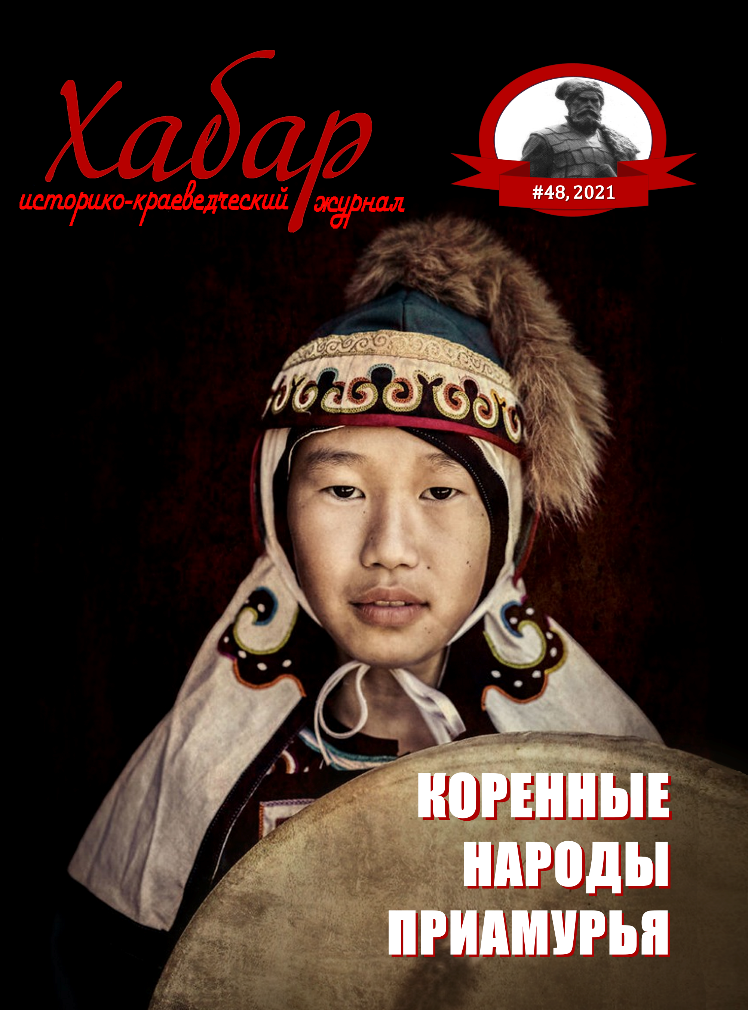 Хабар
историко-краеведческий журнал
#48, 2021
КОРЕННЫЕ
НАРОДЫ
ПРИАМУРЬЯ